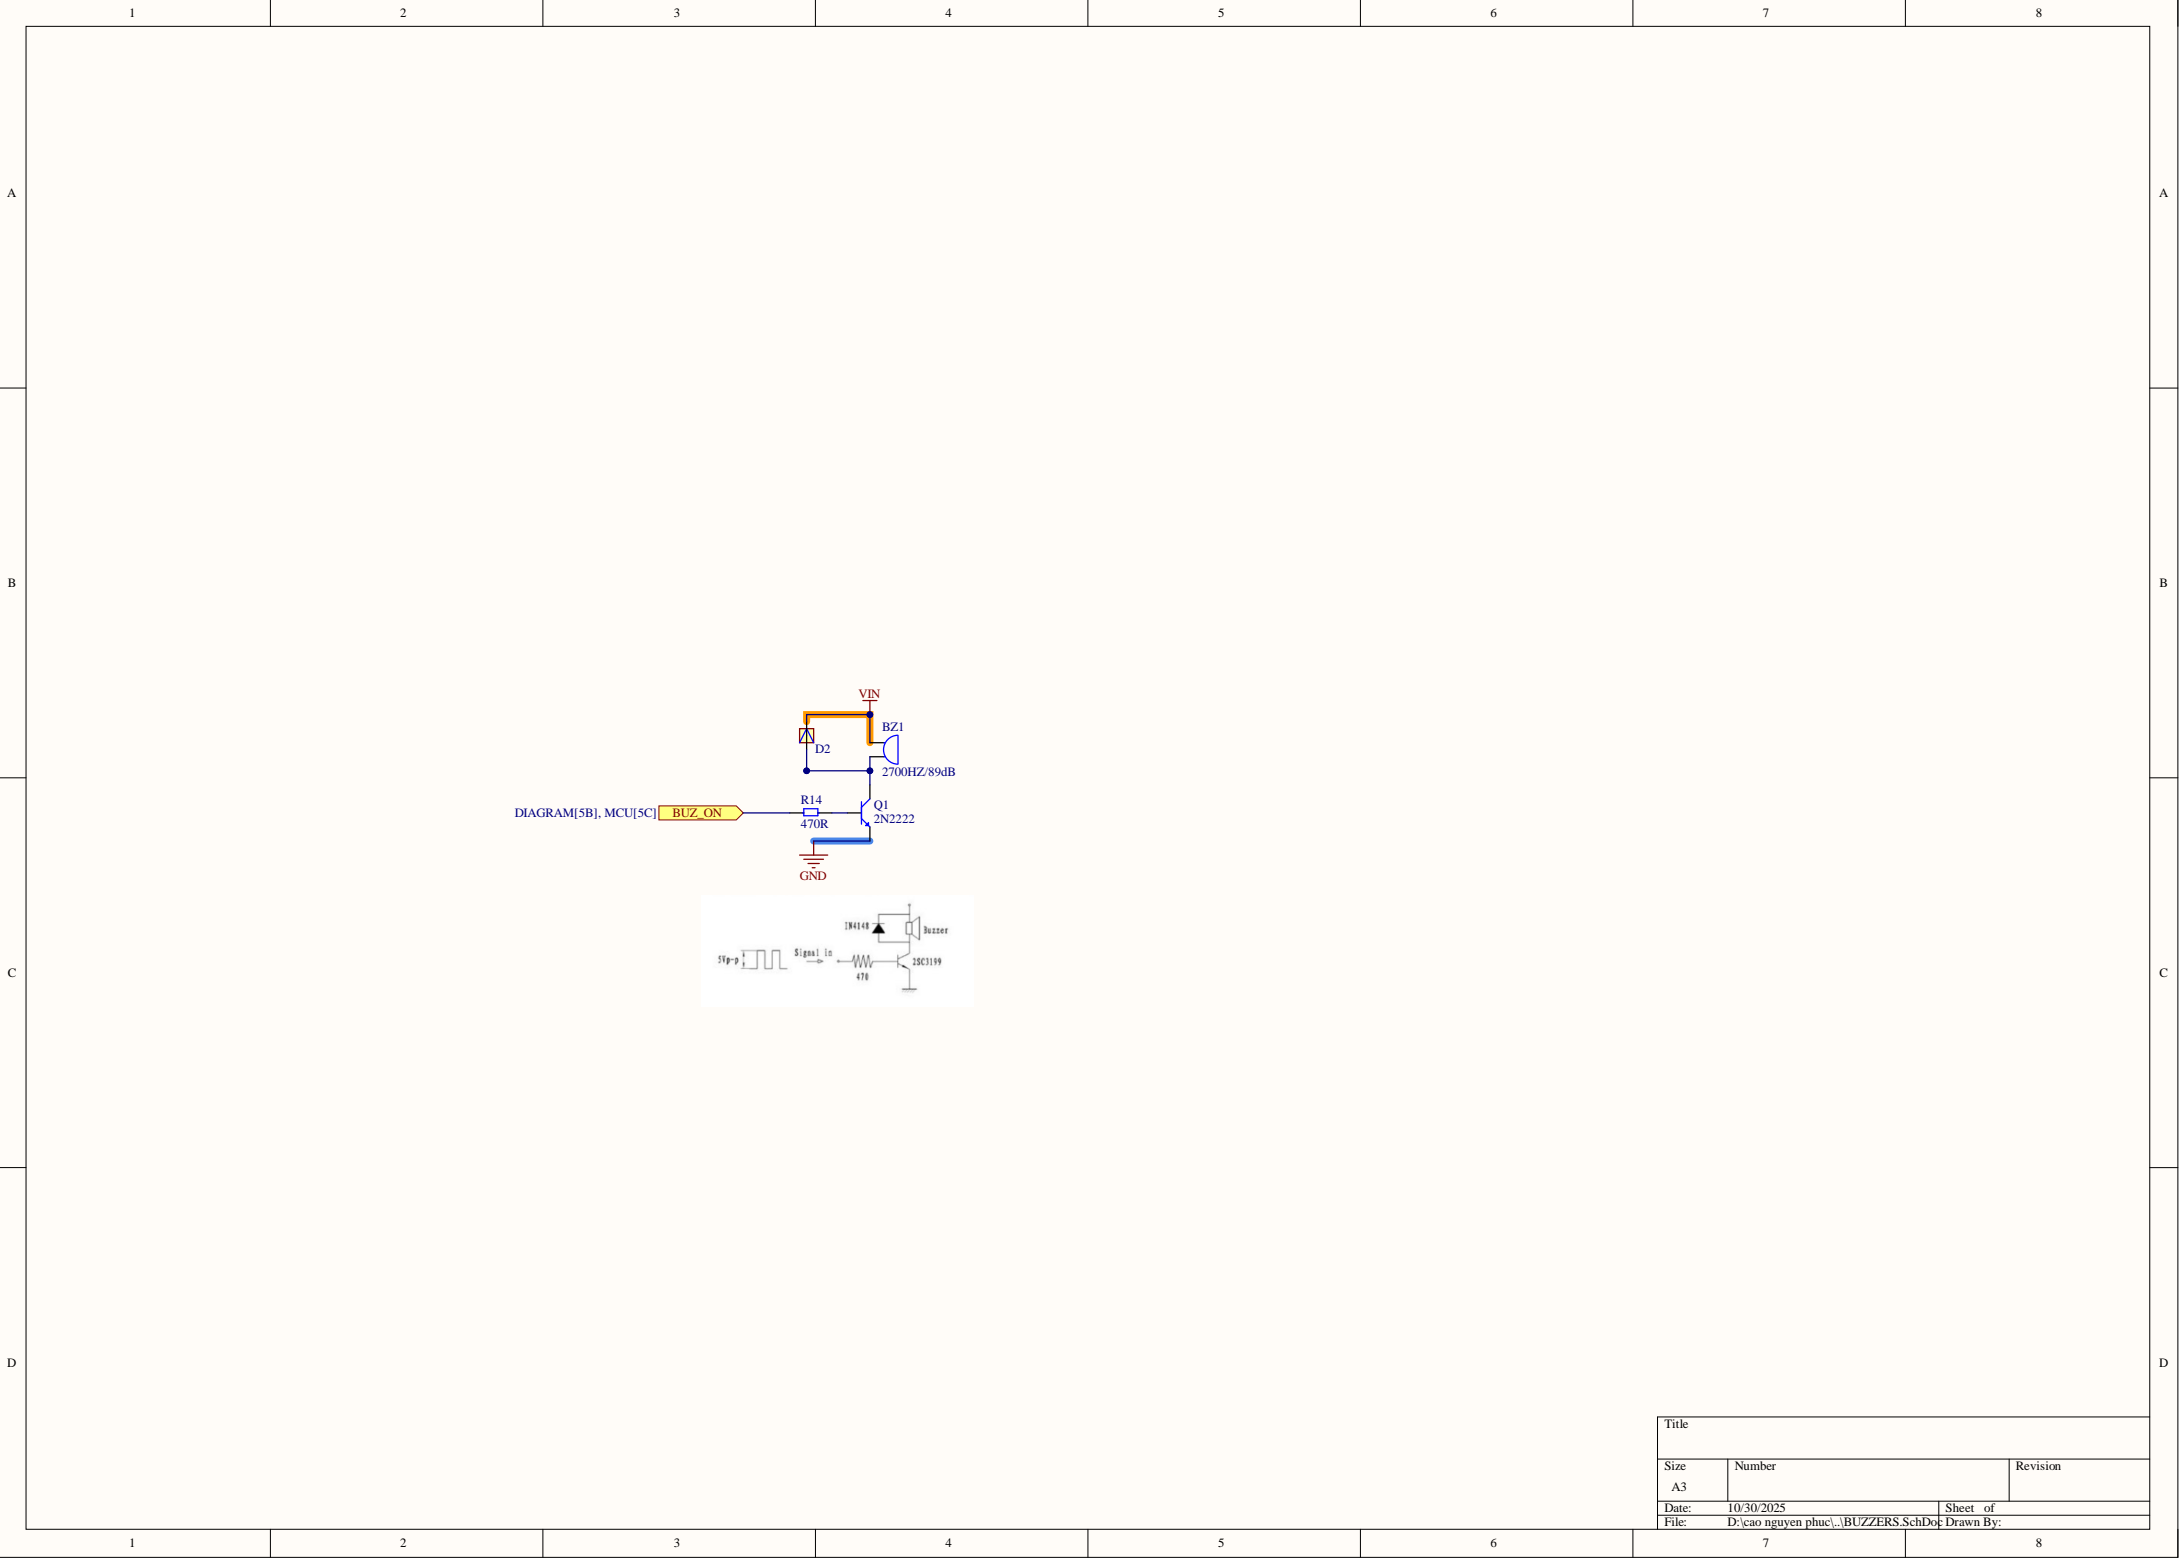 1 2 3 4 5 6 7 8
A A
B B
VIN
BZ1
D2
2700HZ/89dB
R14
Q1
DIAGRAM[5B], MCU[5C] BUZ_ON
2N2222
470R
GND
IN4148
Buzzer
5Vp-p
Signal In
2SC3199
470
C C
D D
Title
Size Number Revision
A3
Date: 10/30/2025 Sheet of
File: D:\cao nguyen phuc\..\BUZZERS.SchDoc Drawn By:
1 2 3 4 5 6 7 8